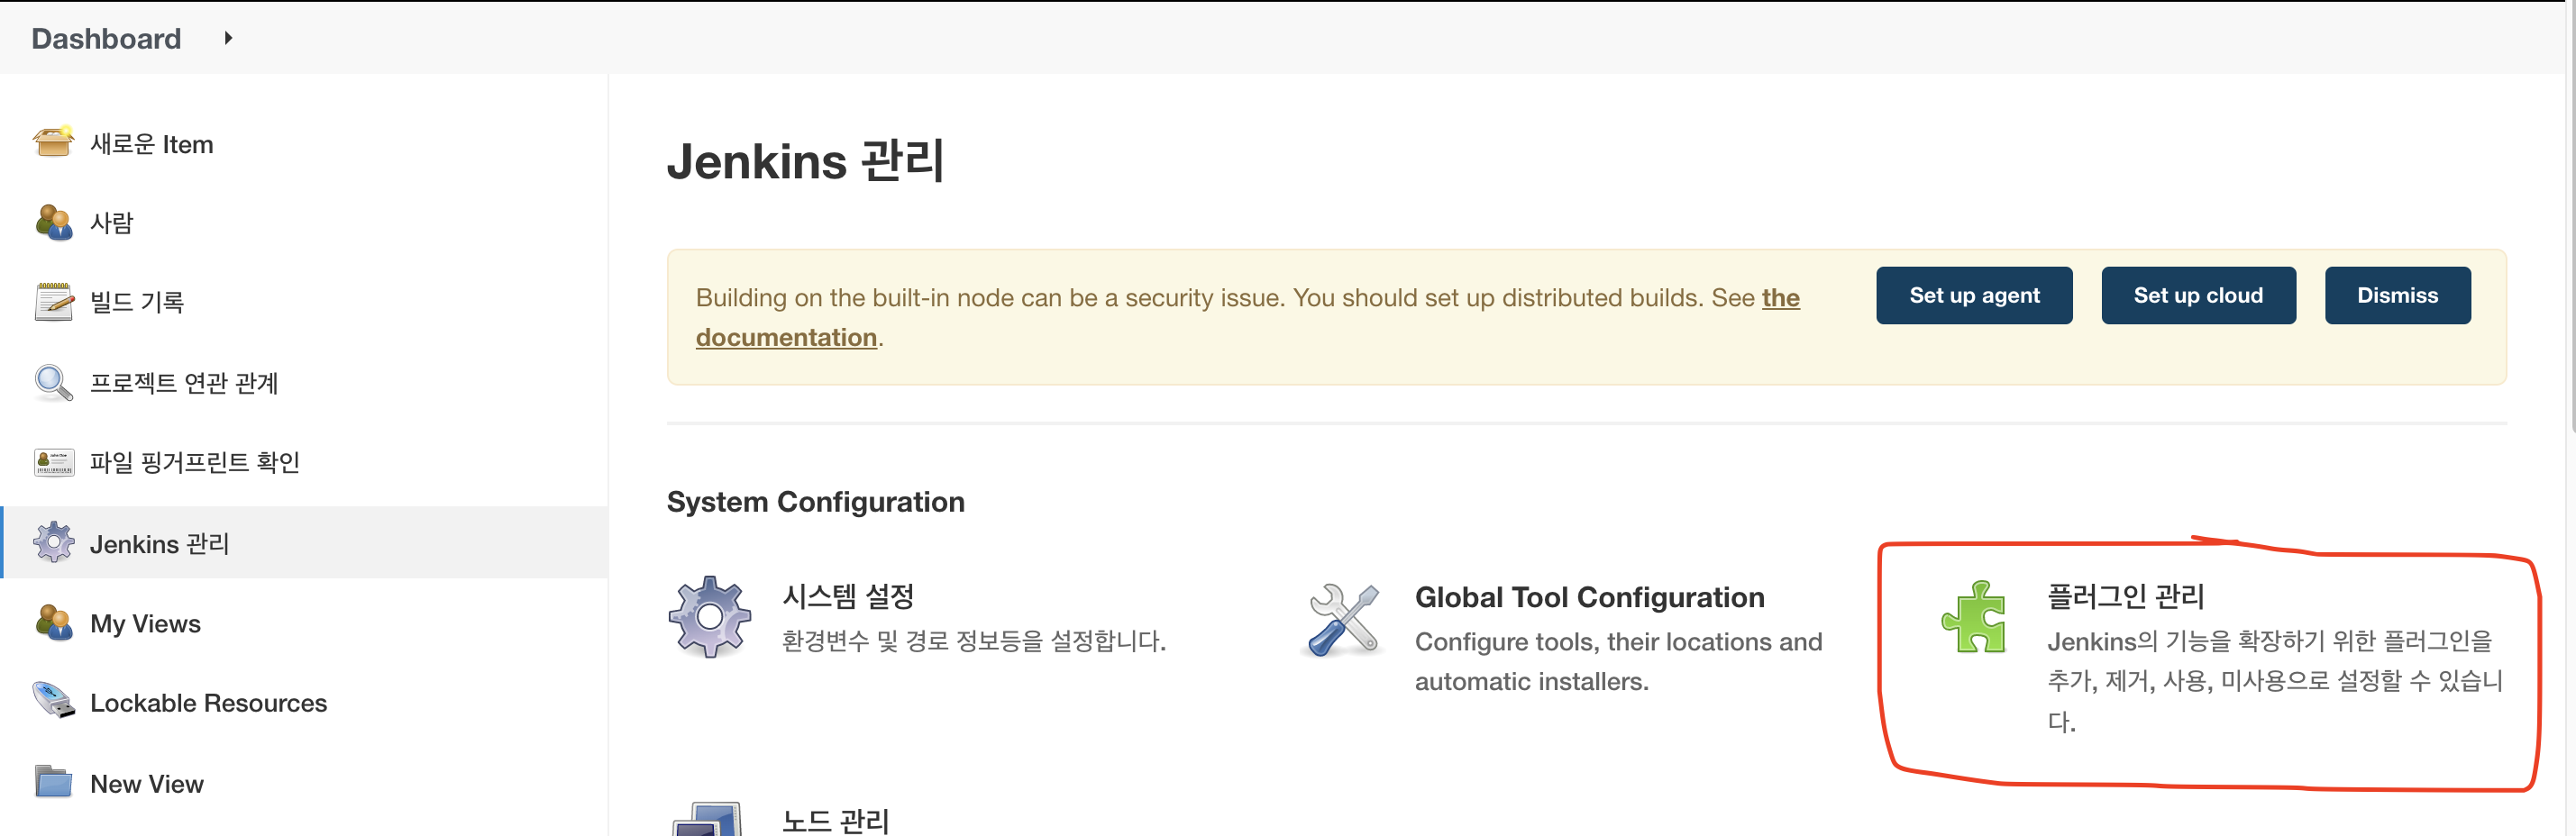 Dashboard
새로운 Item
사람
빌드 기록
프로젝트 연관 관계
파일 핑거프린트 확인
Jenkins 관리
My Views
Lockable Resources
New View
Jenkins 관리
Building on the built-in node can be a security issue. You should set up distributed builds. See the
documentation.
Set up agent
Set up cloud
Dismiss
System Configuration
시스템 설정
환경변수 및 경로 정보등을 설정합니다.
Global Tool Configuration
Configure tools, their locations and
automatic installers.
플러그인 관리
Jenkins의 기능을 확장하기 위한 플러그인을
추가, 제거, 사용, 미사용으로 설정할 수 있습니
다.
노드 관리